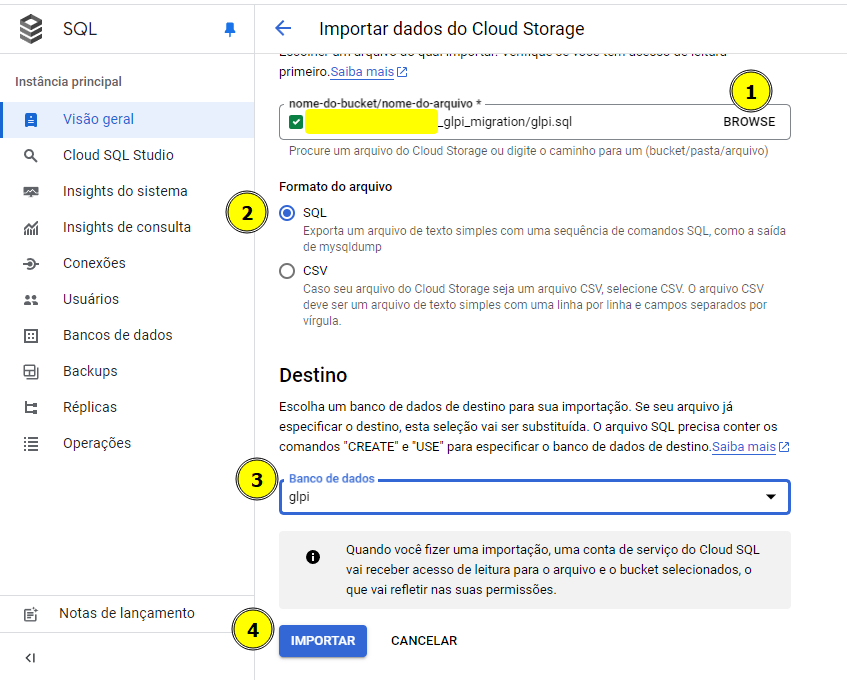 SQL
Importar dados do Cloud Storage
primeiro.Saiba mais
Instância principal
Visão geral
Cloud SQL Studio
Insights do sistema
Insights de consulta
Conexões
Usuários
Bancos de dados
Backups
Réplicas
Operações
Notas de lançamento
1
nome-do-bucket/nome-do-arquivo *
_glpi_migration/glpi.sql
BROWSE
Procure um arquivo do Cloud Storage ou digite o caminho para um (bucket/pasta/arquivo)
Formato do arquivo
2
SQL
Exporta um arquivo de texto simples com uma sequência de comandos SQL, como a saída
de mysqldump
CSV
Caso seu arquivo do Cloud Storage seja um arquivo CSV, selecione CSV. O arquivo CSV
deve ser um arquivo de texto simples com uma linha por linha e campos separados por
vírgula.
Destino
Escolha um banco de dados de destino para sua importação. Se seu arquivo já
especificar o destino, esta seleção vai ser substituída. O arquivo SQL precisa conter os
comandos "CREATE" e "USE" para especificar o banco de dados de destino.Saiba mais
3
Banco de dados
glpi
Quando você fizer uma importação, uma conta de serviço do Cloud SQL
vai receber acesso de leitura para o arquivo e o bucket selecionados, o
que vai refletir nas suas permissões.
4
IMPORTAR
CANCELAR